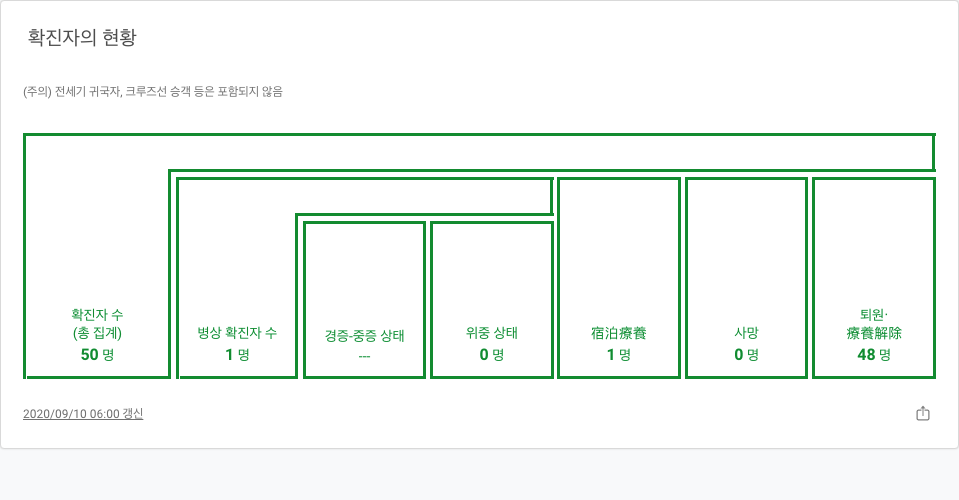 확진자의 현황
(주의) 전세기 귀국자, 크루즈선 승객 등은 포함되지 않음
확진자 수
(총 집계)
50 명
병상 확진자 수
1 명
경증-중증 상태
---
위중 상태
0 명
宿泊療養
1 명
사망
0 명
퇴원·
療養解除
48 명
2020/09/10 06:00 갱신